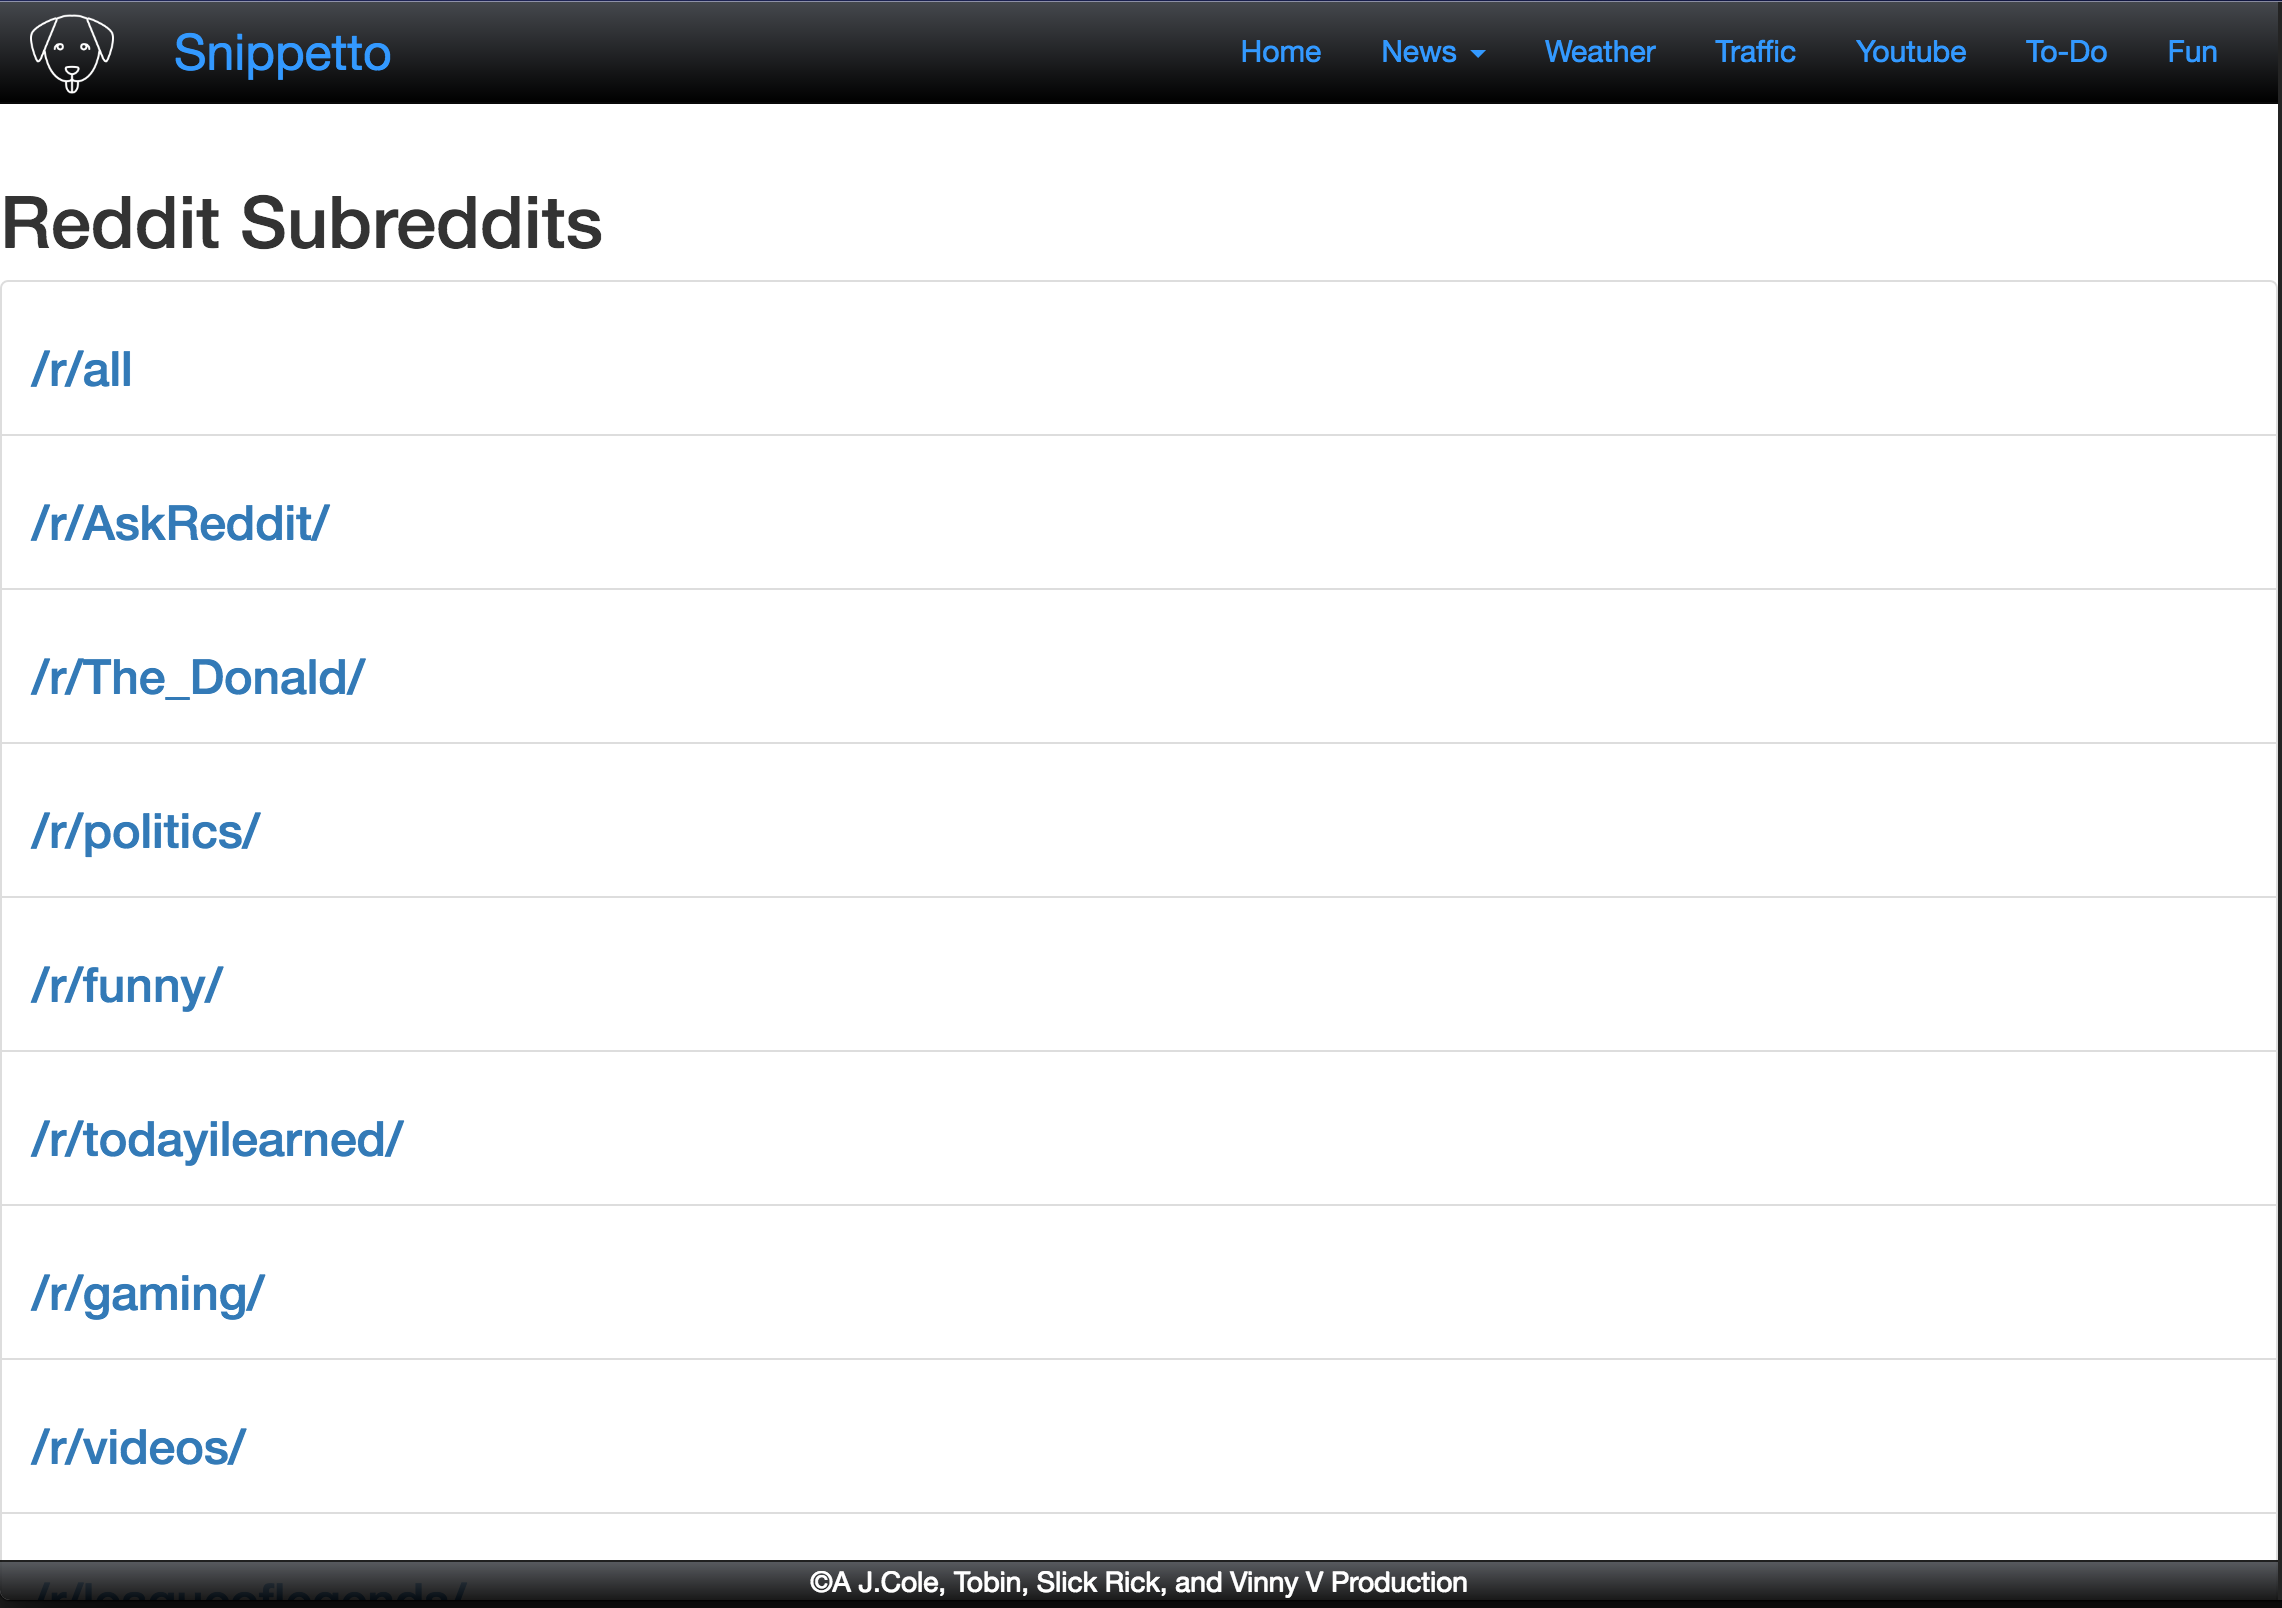 Snippetto
Home News Weather Traffic Youtube To-Do Fun
Reddit Subreddits
/r/all
/r/AskReddit/
/r/The_Donald/
/r/politics/
/r/funny/
/r/todayilearned/
/r/gaming/
/r/videos/
/r/leagueoflegends/
©A J.Cole, Tobin, Slick Rick, and Vinny V Production